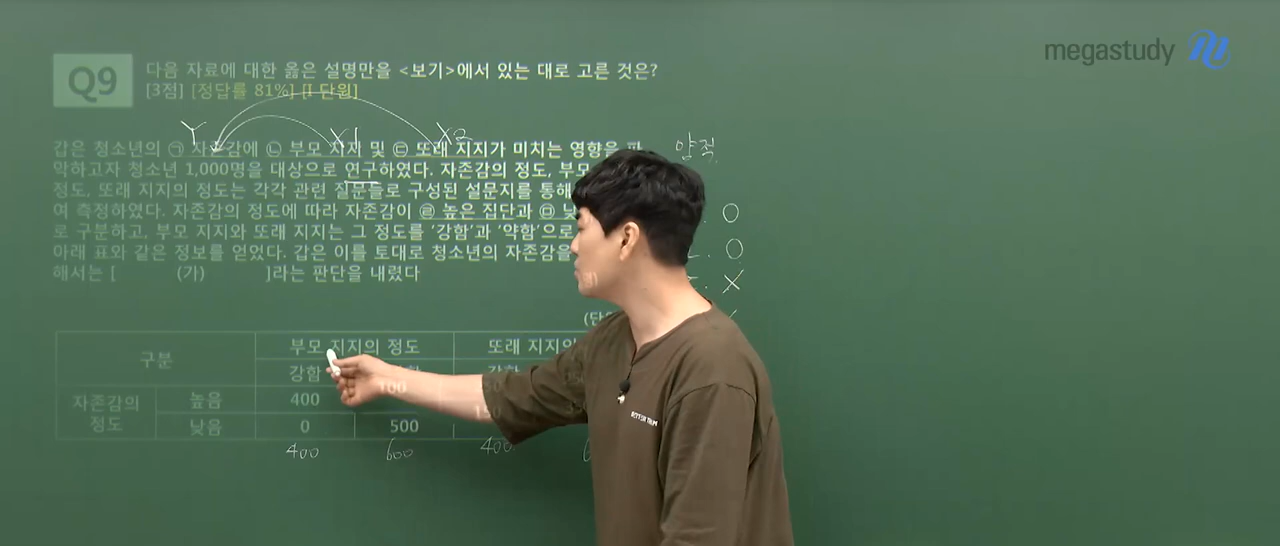 megastudy
Q9
다음 자료에 대한 옳은 설명만을 <보기>에서 있는 대로 고른 것은?
[3점] [정답률 81%] [I 단원]
Y X1 X2
갑은 청소년의 ㉠ 자존감에 ㉡ 부모 지지 및 ㉢ 또래 지지가 미치는 영향을 파
양적
악하고자 청소년 1,000명을 대상으로 연구하였다. 자존감의 정도, 부모
정도, 또래 지지의 정도는 각각 관련 질문들로 구성된 설문지를 통해
여 측정하였다. 자존감의 정도에 따라 자존감이 ㉣ 높은 집단과 ㉤ 낮
. O
로 구분하고, 부모 지지와 또래 지지는 그 정도를 '강함'과 '약함'으로
ㄴ. O
아래 표와 같은 정보를 얻었다. 갑은 이를 토대로 청소년의 자존감을
해서는 [ (가) ]라는 판단을 내렸다
. X
(단
구분 부모 지지의 정도 또래 지지의
강함 강함
자존감의 정도 높음 400 100
낮음 0 500
400 600 400